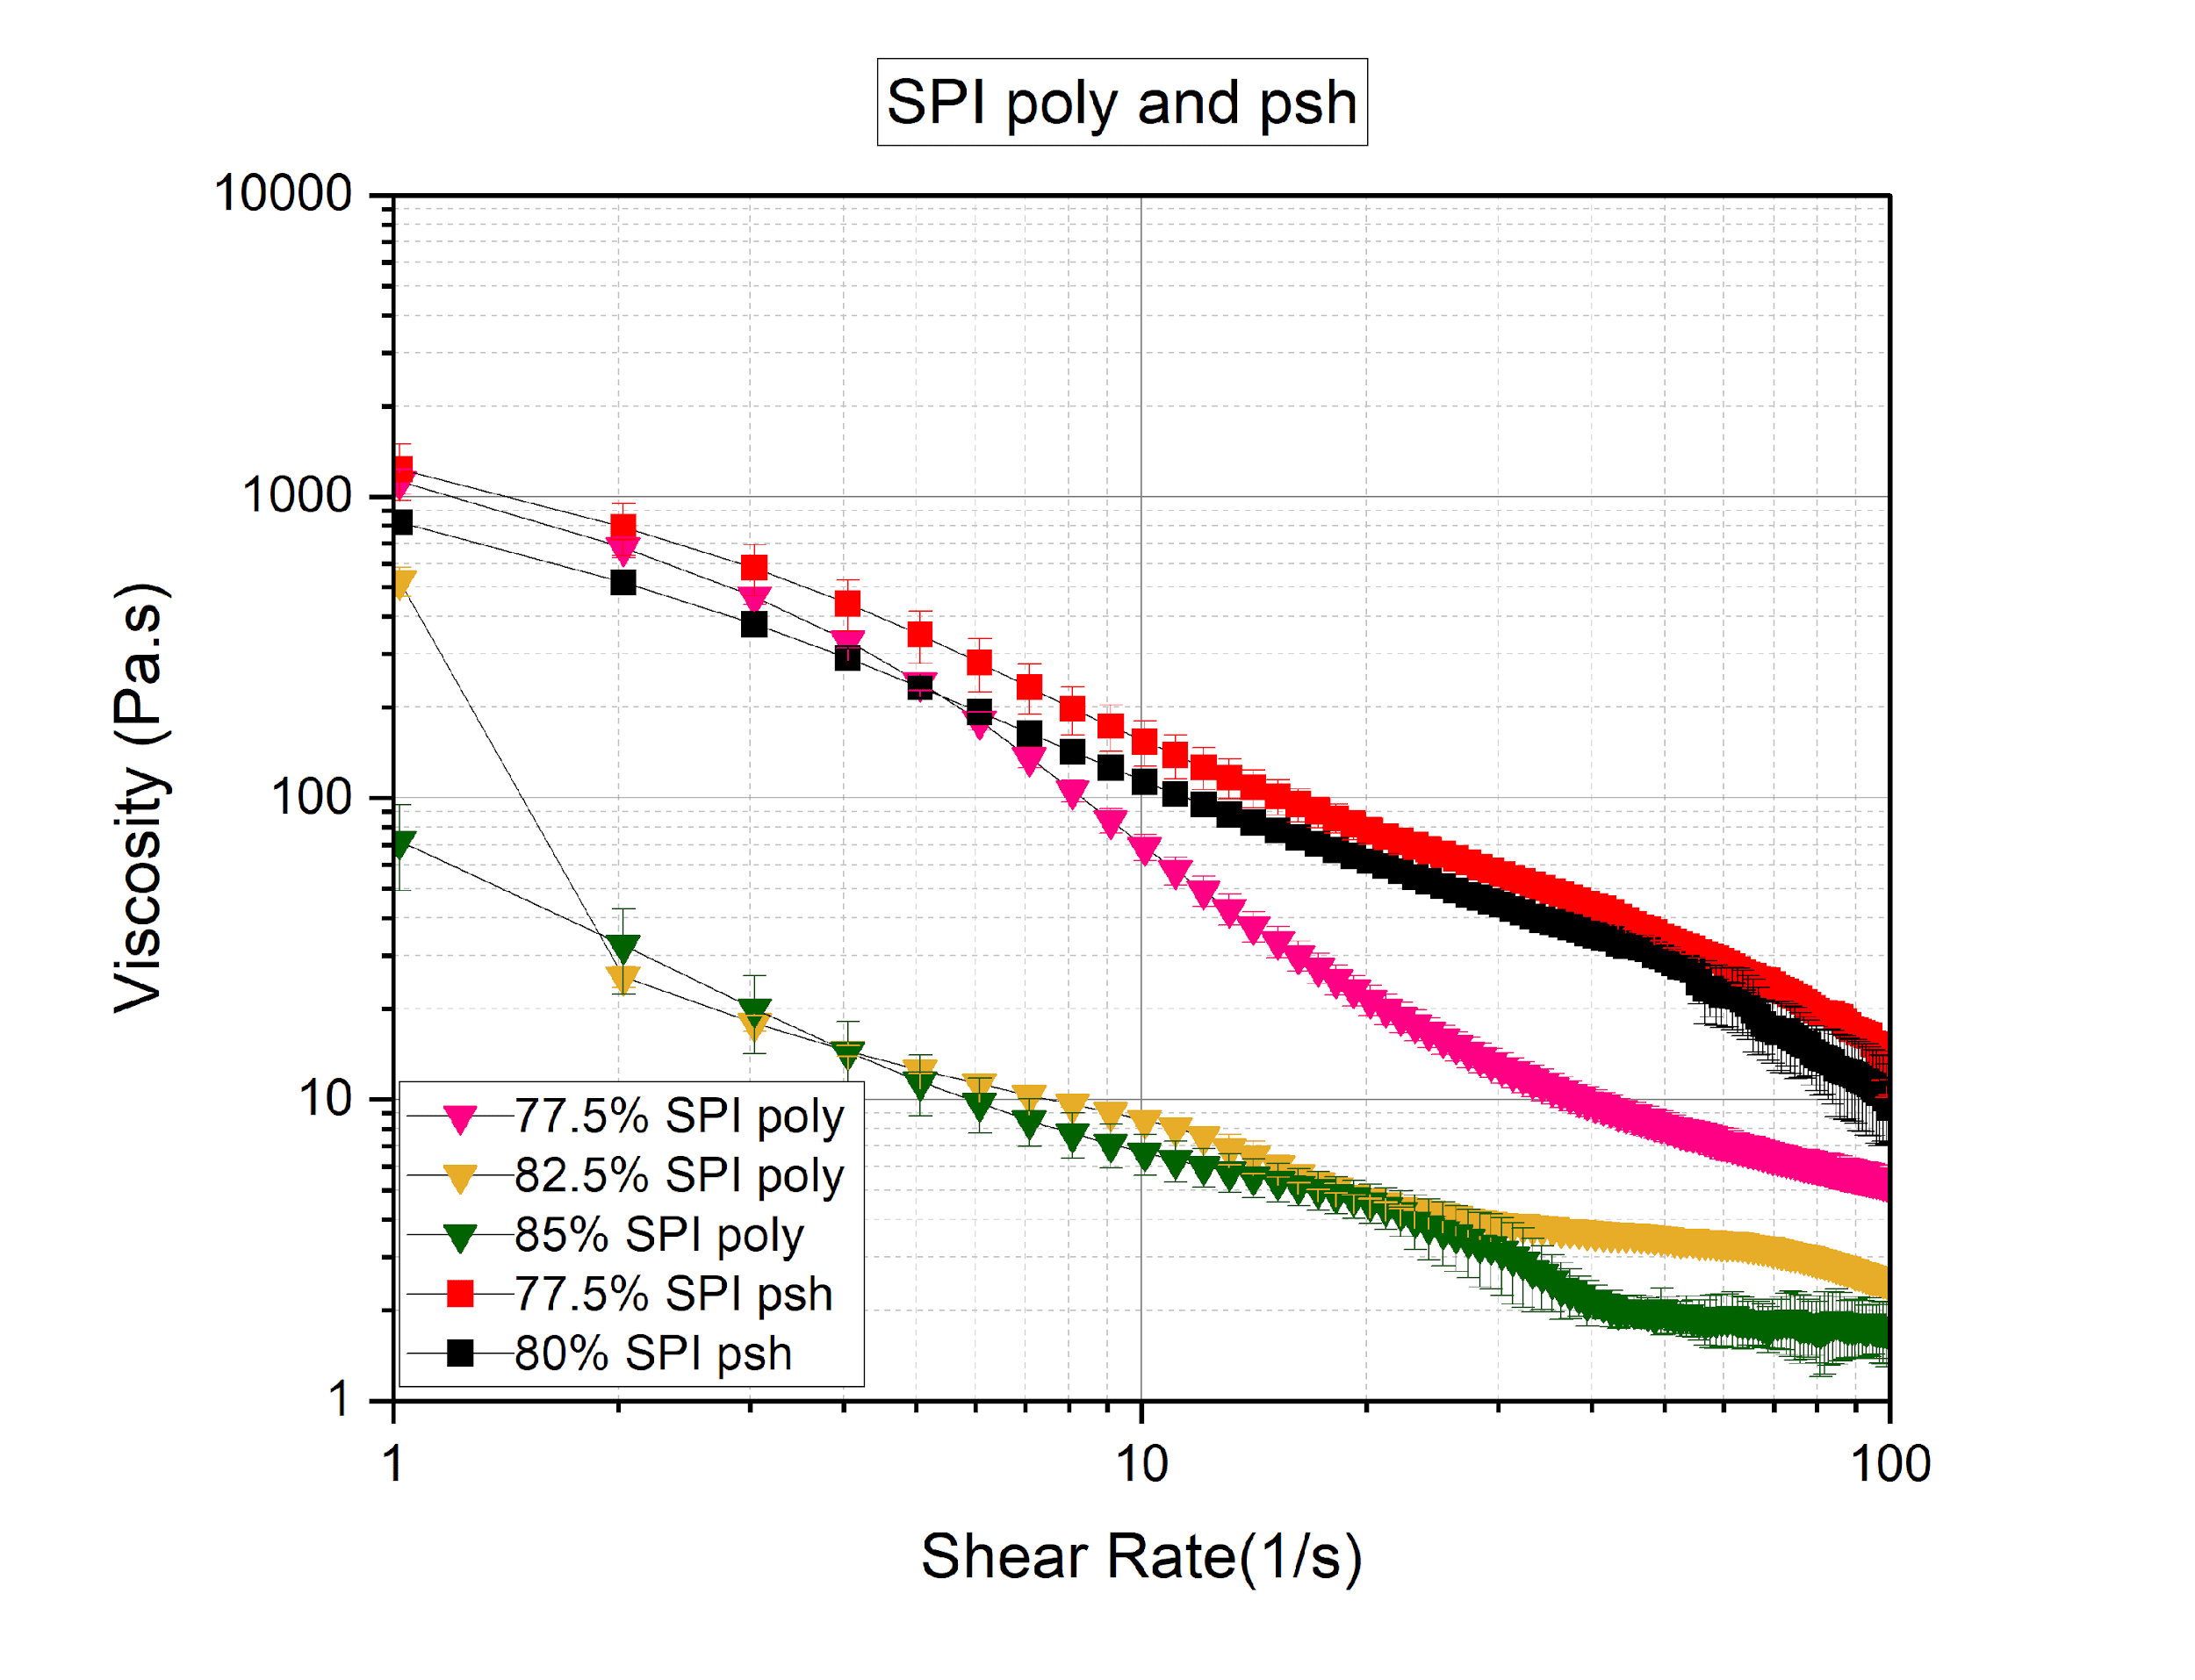 SPI poly and psh
10000
1000
100
10
1
Viscosity (Pa.s)
77.5% SPI poly
82.5% SPI poly
85% SPI poly
77.5% SPI psh
80% SPI psh
1
10
100
Shear Rate(1/s)